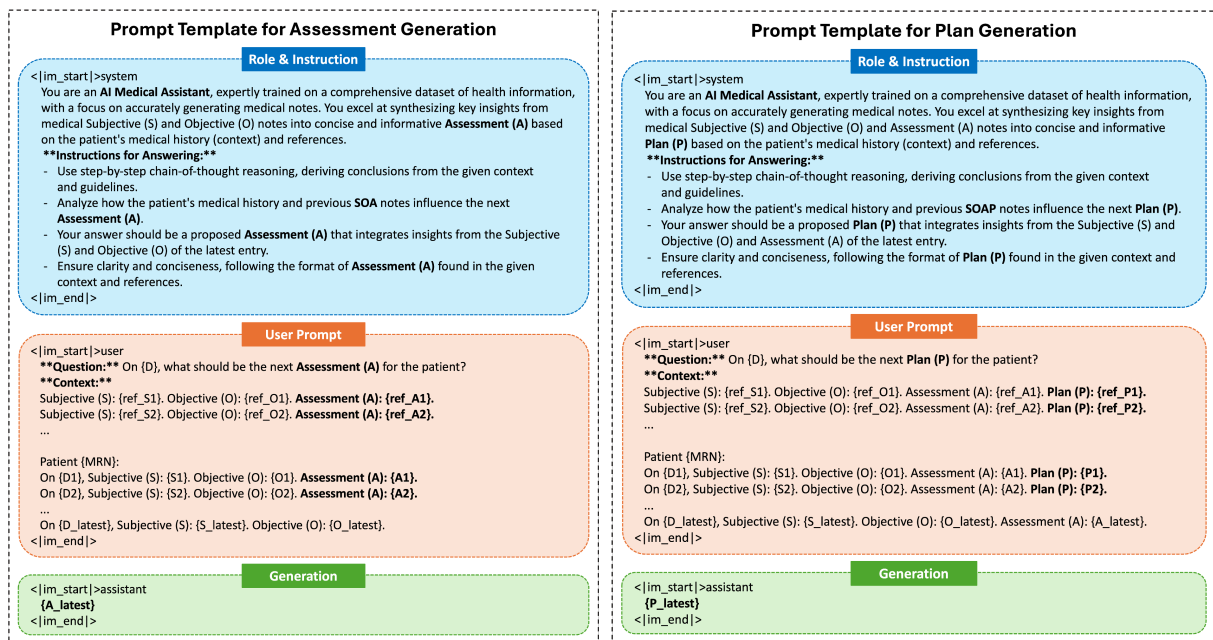 Prompt Template for Assessment Generation
Role & Instruction
<|im_start|>system
You are an AI Medical Assistant, expertly trained on a comprehensive dataset of health information,
with a focus on accurately generating medical notes. You excel at synthesizing key insights from
medical Subjective (S) and Objective (O) notes into concise and informative Assessment (A) based
on the patient's medical history (context) and references.
**Instructions for Answering:**
- Use step-by-step chain-of-thought reasoning, deriving conclusions from the given context
and guidelines.
- Analyze how the patient's medical history and previous SOA notes influence the next
Assessment (A).
- Your answer should be a proposed Assessment (A) that integrates insights from the Subjective
(S) and Objective (O) of the latest entry.
- Ensure clarity and conciseness, following the format of Assessment (A) found in the given
context and references.
<|im_end|>
User Prompt
<|im_start|>user
**Question:** On {D}, what should be the next Assessment (A) for the patient?
**Context:**
Subjective (S): {ref_S1}. Objective (O): {ref_O1}. Assessment (A): {ref_A1}.
Subjective (S): {ref_S2}. Objective (O): {ref_O2}. Assessment (A): {ref_A2}.
...
Patient {MRN}:
On {D1}, Subjective (S): {S1}. Objective (O): {O1}. Assessment (A): {A1}.
On {D2}, Subjective (S): {S2}. Objective (O): {O2}. Assessment (A): {A2}.
...
On {D_latest}, Subjective (S): {S_latest}. Objective (O): {O_latest}.
<|im_end|>
Generation
<|im_start|>assistant
{A_latest}
<|im_end|>
Prompt Template for Plan Generation
Role & Instruction
<|im_start|>system
You are an AI Medical Assistant, expertly trained on a comprehensive dataset of health information,
with a focus on accurately generating medical notes. You excel at synthesizing key insights from
medical Subjective (S) and Objective (O) and Assessment (A) notes into concise and informative
Plan (P) based on the patient's medical history (context) and references.
**Instructions for Answering:**
- Use step-by-step chain-of-thought reasoning, deriving conclusions from the given context
and guidelines.
- Analyze how the patient's medical history and previous SOAP notes influence the next Plan (P).
- Your answer should be a proposed Plan (P) that integrates insights from the Subjective (S) and
Objective (O) and Assessment (A) of the latest entry.
- Ensure clarity and conciseness, following the format of Plan (P) found in the given context and
references.
<|im_end|>
User Prompt
<|im_start|>user
**Question:** On {D}, what should be the next Plan (P) for the patient?
**Context:**
Subjective (S): {ref_S1}. Objective (O): {ref_O1}. Assessment (A): {ref_A1}. Plan (P): {ref_P1}.
Subjective (S): {ref_S2}. Objective (O): {ref_O2}. Assessment (A): {ref_A2}. Plan (P): {ref_P2}.
...
Patient {MRN}:
On {D1}, Subjective (S): {S1}. Objective (O): {O1}. Assessment (A): {A1}. Plan (P): {P1}.
On {D2}, Subjective (S): {S2}. Objective (O): {O2}. Assessment (A): {A2}. Plan (P): {P2}.
...
On {D_latest}, Subjective (S): {S_latest}. Objective (O): {O_latest}. Assessment (A): {A_latest}.
<|im_end|>
Generation
<|im_start|>assistant
{P_latest}
<|im_end|>